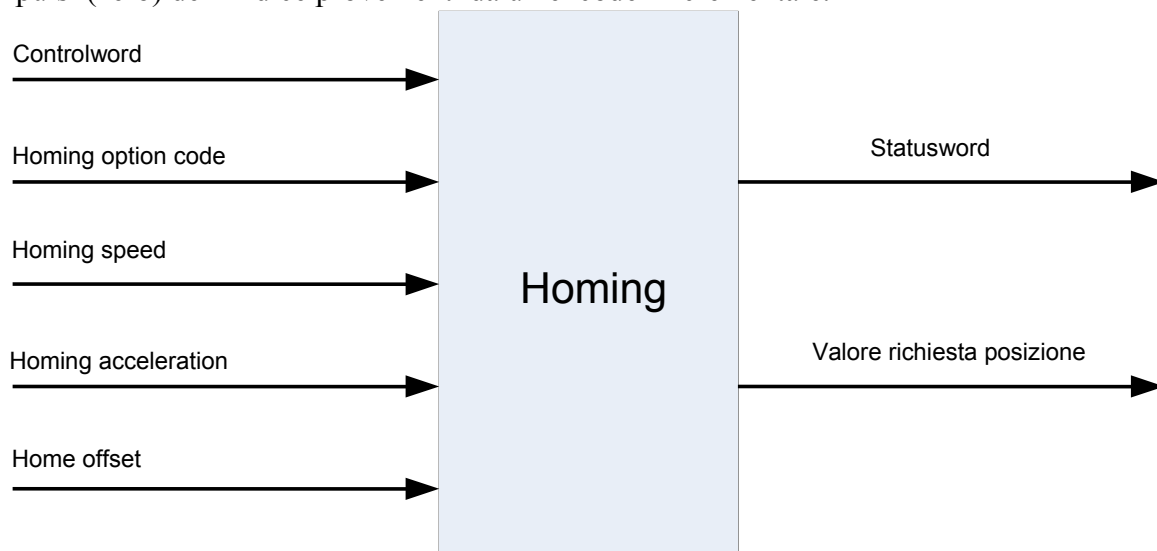 Controlword
Homing option code
Homing speed
Homing acceleration
Home offset
Homing
Statusword
Valore richiesta posizione